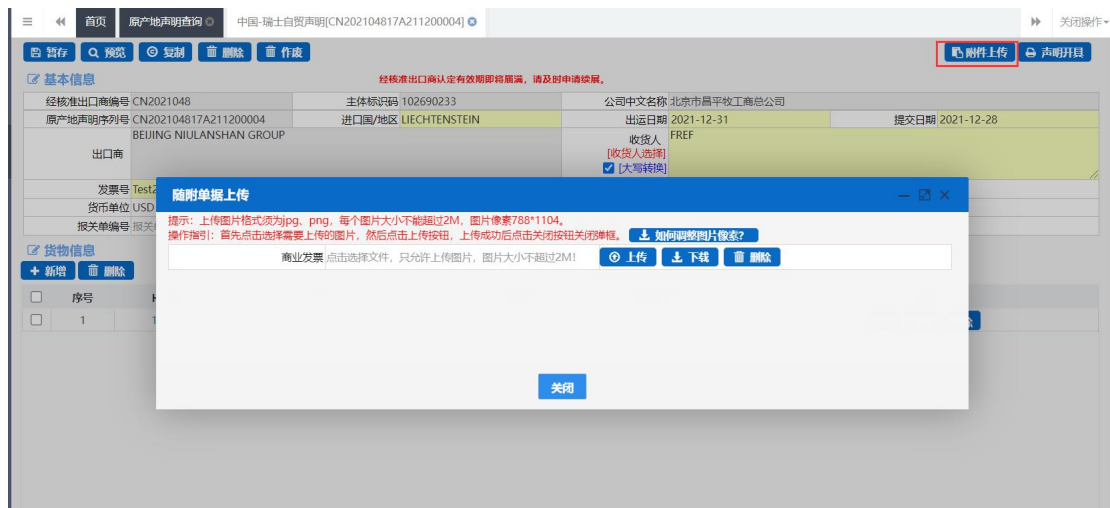 首页 原产地声明查询 中国-瑞士自贸声明[CN202104817A211200004] 关闭操作
暂存 预览 复制 删除 作废 附件上传 声明开具
基本信息 经核准出口商认定有效期即将届满，请及时申请续展。
经核准出口商编号 CN2021048 主体标识码 102690233 公司中文名称 北京市昌平牧工商总公司
原产地声明序列号 CN202104817A211200004 进口国/地区 LIECHTENSTEIN 出运日期 2021-12-31 提交日期 2021-12-28
出口商 BEIJING NIULANSHAN GROUP 收货人 FREF
[收货人选择]
[大写转换]
发票号 Test2
随附单据上传
货币单位 USD
提示：上传图片格式须为jpg、png，每个图片大小不能超过2M，图片像素788*1104。
报关单编号 报关
操作指引：首先点击选择需要上传的图片，然后点击上传按钮，上传成功后点击关闭按钮关闭弹框。 如何调整图片像素?
货物信息
商业发票 点击选择文件，只允许上传图片，图片大小不超过2M! 上传 下载 删除
新增 删除
序号
1
关闭